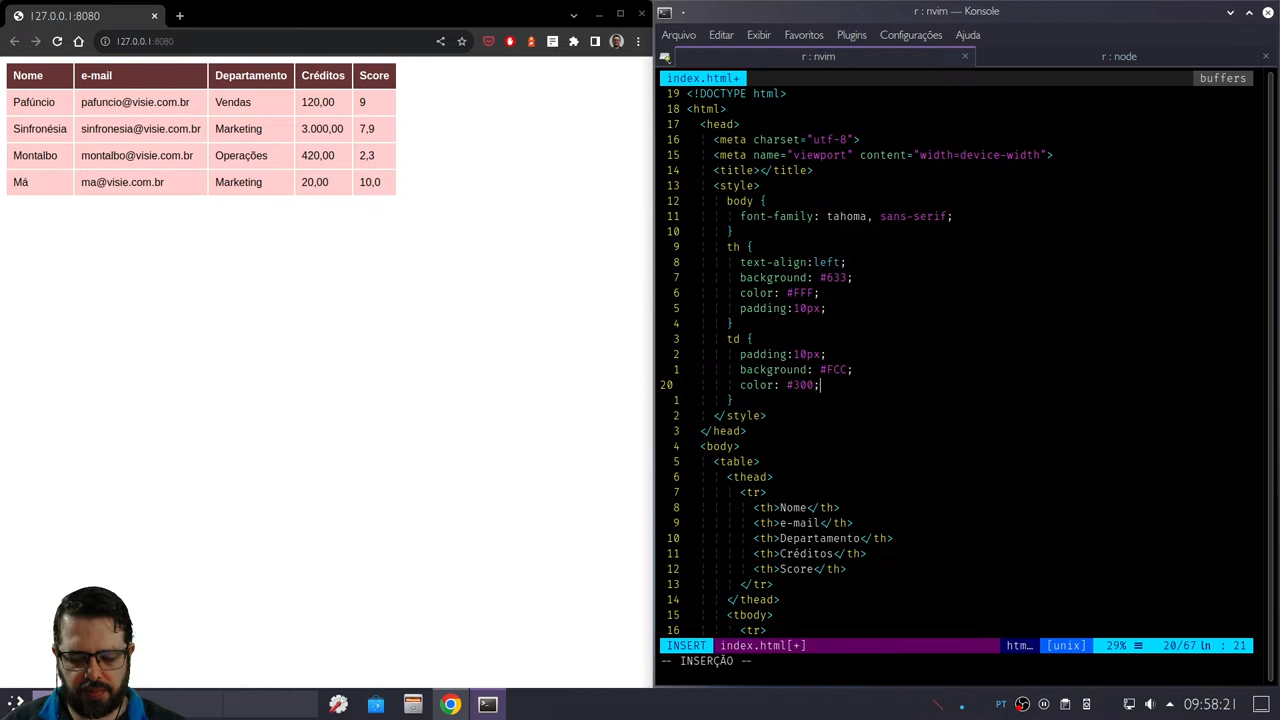 127.0.0.1:8080
127.0.0.1:8080
Nome e-mail Departamento Créditos Score
Pafúncio pafuncio@visie.com.br Vendas 120,00 9
Sinfronésia sinfronesia@visie.com.br Marketing 3.000,00 7,9
Montalbo montalbo@visie.com.br Operações 420,00 2,3
Má ma@visie.com.br Marketing 20,00 10,0
r : nvim — Konsole
Arquivo Editar Exibir Favoritos Plugins Configurações Ajuda
r : nvim r : node
index.html+ buffers
19 <!DOCTYPE html>
18 <html>
17 <head>
16 <meta charset="utf-8">
15 <meta name="viewport" content="width=device-width">
14 <title></title>
13 <style>
12 body {
11 font-family: tahoma, sans-serif;
10 }
9 th {
8 text-align:left;
7 background: #633;
6 color: #FFF;
5 padding:10px;
4 }
3 td {
2 padding:10px;
1 background: #FCC;
20 color: #300;
1 }
2 </style>
3 </head>
4 <body>
5 <table>
6 <thead>
7 <tr>
8 <th>Nome</th>
9 <th>e-mail</th>
10 <th>Departamento</th>
11 <th>Créditos</th>
12 <th>Score</th>
13 </tr>
14 </thead>
15 <tbody>
16 <tr>
INSERT index.html[+] htm… [unix] 29% 20/67 ln : 21
-- INSERÇÃO --
PT 09:58:21